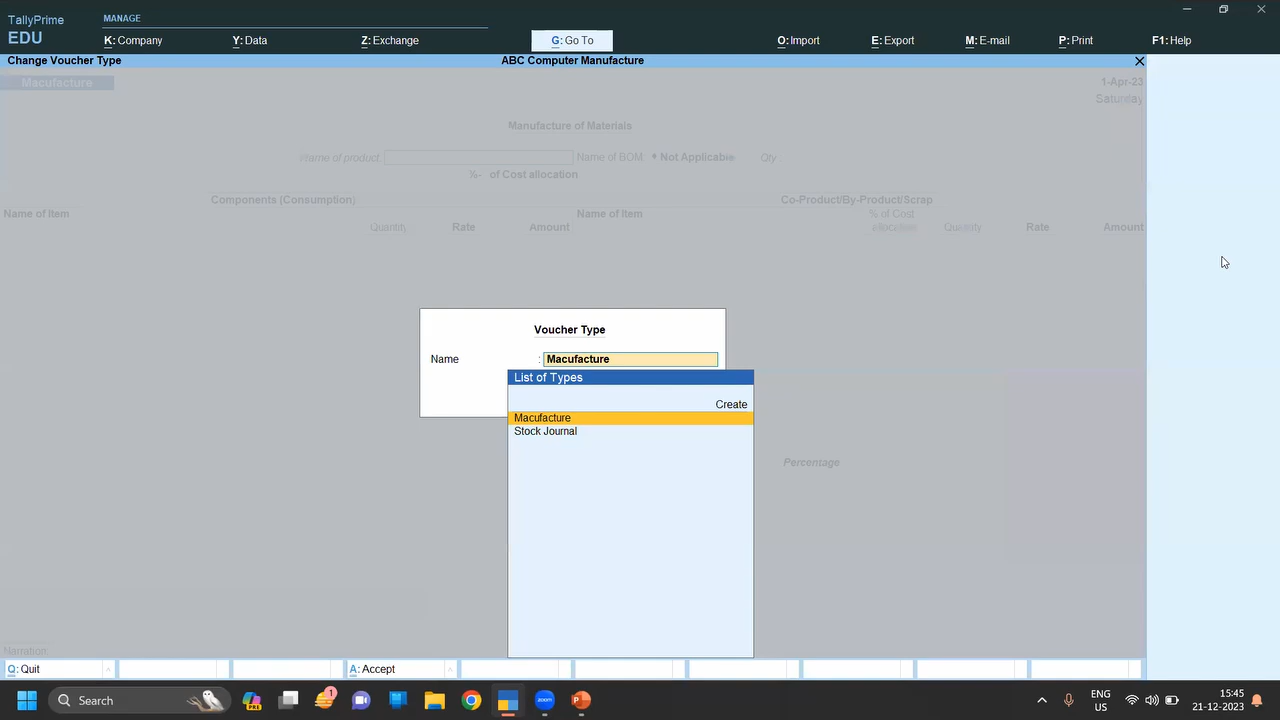 TallyPrime
EDU
MANAGE
K: Company
Y: Data
Z: Exchange
G: Go To
O: Import
E: Export
M: E-mail
P: Print
F1: Help
Change Voucher Type
ABC Computer Manufacture
Macufacture
1-Apr-23
Saturday
Manufacture of Materials
Name of product
Name of BOM
♦ Not Applicable
Qty
% of Cost allocation
Components (Consumption)
Co-Product/By-Product/Scrap
Name of Item
Quantity
Rate
Amount
Name of Item
% of Cost
allocation
Quantity
Rate
Amount
Voucher Type
Name : Macufacture
List of Types
Create
Macufacture
Stock Journal
Percentage
Narration:
Q: Quit
A: Accept
Search
PRE
1
zoom
P
ENG
US
15:45
21-12-2023